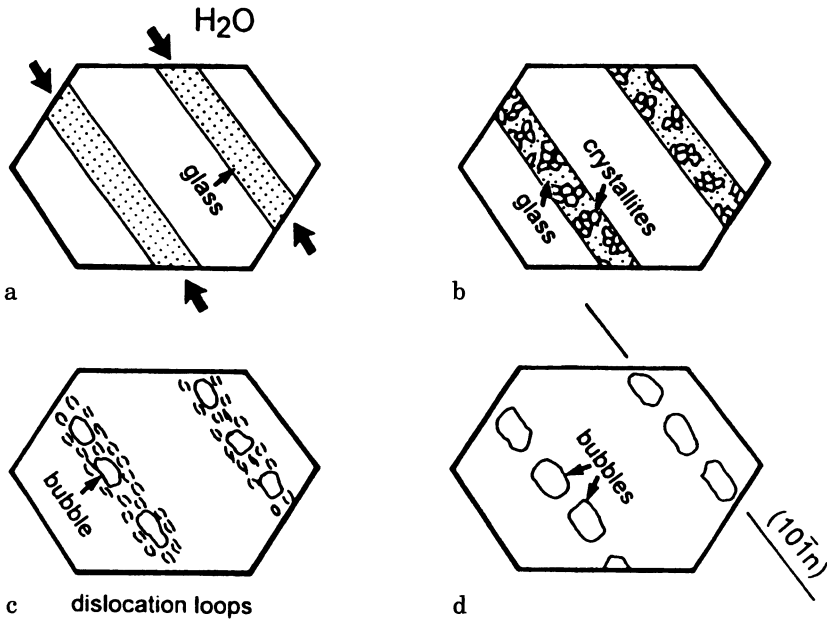 H₂O
glass
a
crystallites
glass
b
bubble
c
dislocation loops
bubbles
d
(101̄n)